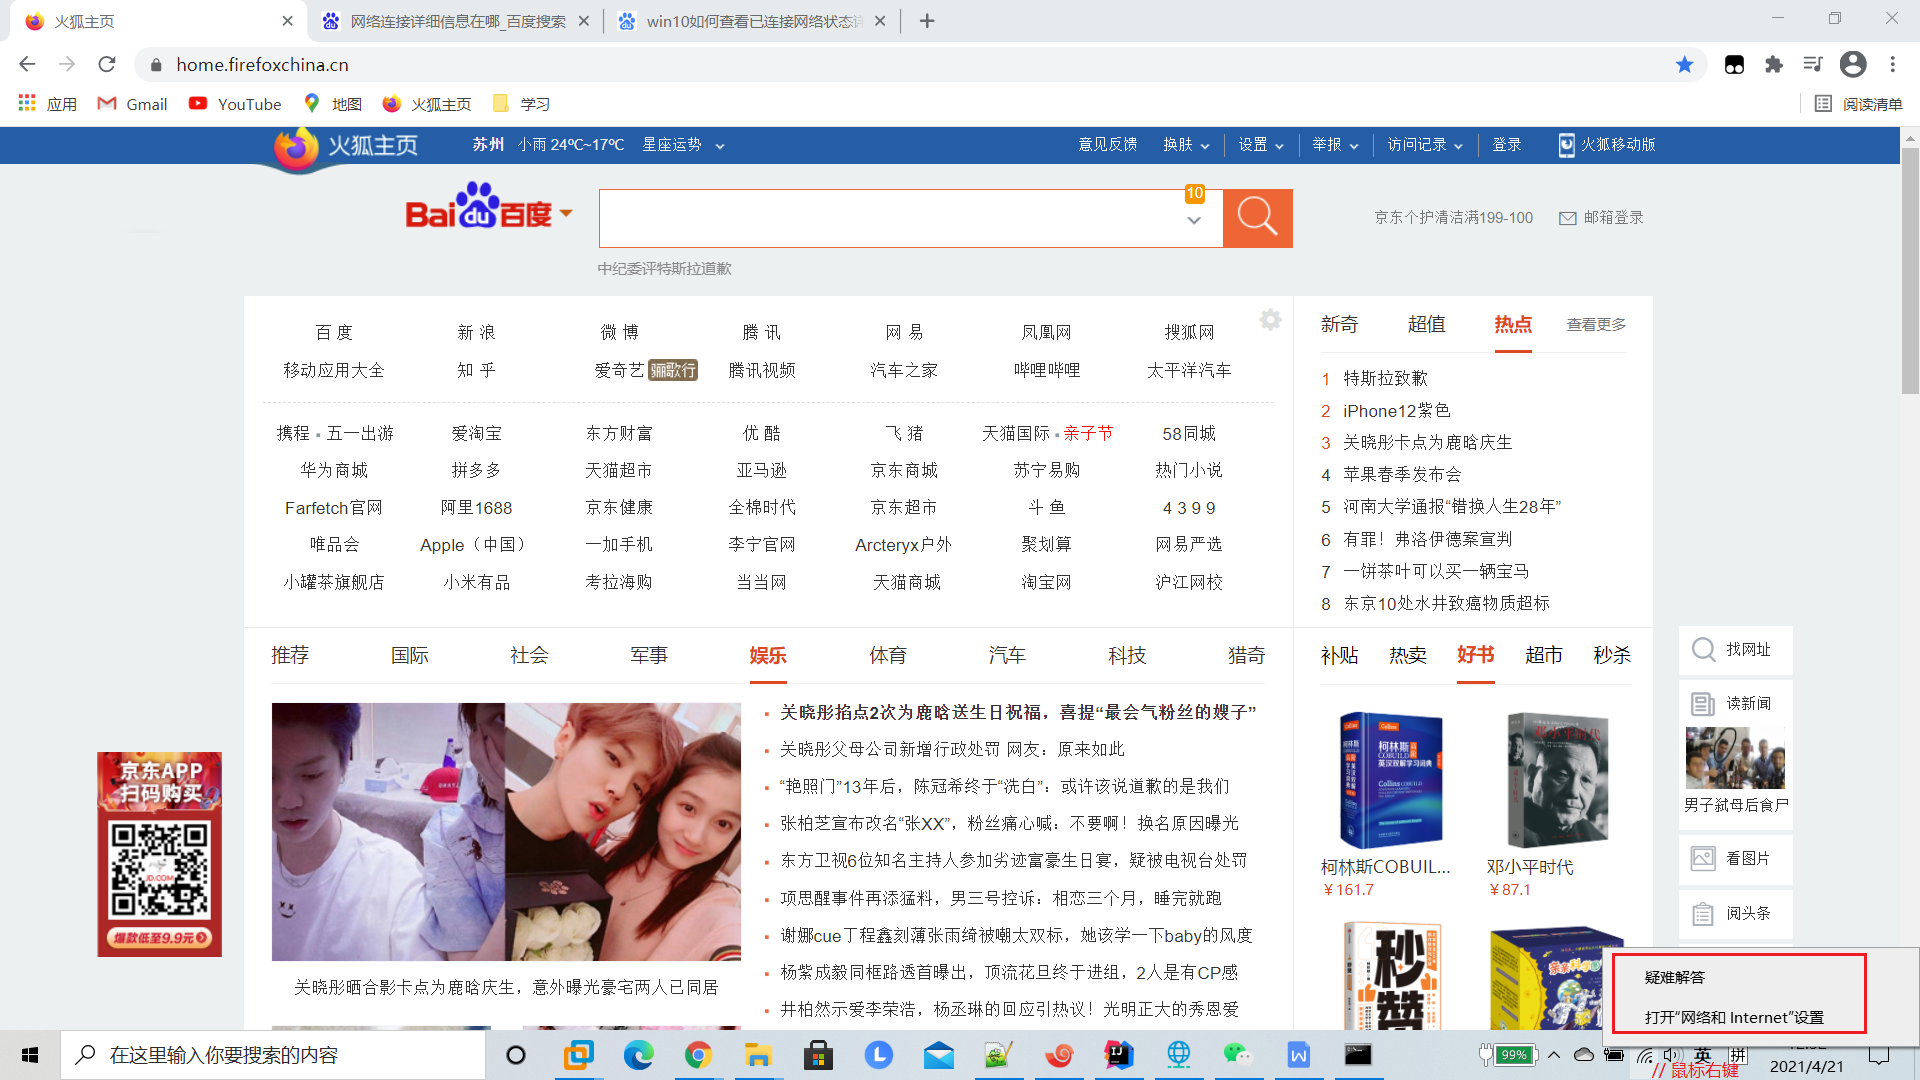 火狐主页
网络连接详细信息在哪_百度搜索
win10如何查看已连接网络状态
home.firefoxchina.cn
应用 Gmail YouTube 地图 火狐主页 学习 阅读清单
火狐主页 苏州 小雨 24℃~17℃ 星座运势 意见反馈 换肤 设置 举报 访问记录 登录 火狐移动版
Bai du 百度
10
京东个护清洁满199-100 邮箱登录
中纪委评特斯拉道歉
百 度 新 浪 微 博 腾 讯 网 易 凤凰网 搜狐网
移动应用大全 知 乎 爱奇艺 骊歌行 腾讯视频 汽车之家 哔哩哔哩 太平洋汽车
携程 ▪ 五一出游 爱淘宝 东方财富 优 酷 飞 猪 天猫国际 ▪ 亲子节 58同城
华为商城 拼多多 天猫超市 亚马逊 京东商城 苏宁易购 热门小说
Farfetch官网 阿里1688 京东健康 全棉时代 京东超市 斗 鱼 4 3 9 9
唯品会 Apple（中国） 一加手机 李宁官网 Arcteryx户外 聚划算 网易严选
小罐茶旗舰店 小米有品 考拉海购 当当网 天猫商城 淘宝网 沪江网校
新奇 超值 热点 查看更多
1 特斯拉致歉
2 iPhone12紫色
3 关晓彤卡点为鹿晗庆生
4 苹果春季发布会
5 河南大学通报“错换人生28年”
6 有罪！弗洛伊德案宣判
7 一饼茶叶可以买一辆宝马
8 东京10处水井致癌物质超标
推荐 国际 社会 军事 娱乐 体育 汽车 科技 猎奇
关晓彤掐点2次为鹿晗送生日祝福，喜提“最会气粉丝的嫂子”
关晓彤父母公司新增行政处罚 网友：原来如此
“艳照门”13年后，陈冠希终于“洗白”：或许该说道歉的是我们
张柏芝宣布改名“张XX”，粉丝痛心喊：不要啊！换名原因曝光
东方卫视6位知名主持人参加劣迹富豪生日宴，疑被电视台处罚
项思醒事件再添猛料，男三号控诉：相恋三个月，睡完就跑
谢娜cue丁程鑫刻薄张雨绮被嘲太双标，她该学一下baby的风度
杨紫成毅同框路透首曝出，顶流花旦终于进组，2人是有CP感
井柏然示爱李荣浩，杨丞琳的回应引热议！光明正大的秀恩爱
关晓彤晒合影卡点为鹿晗庆生，意外曝光豪宅两人已同居
补贴 热卖 好书 超市 秒杀
Collins
柯林斯
COBUILD
英汉双解学习词典
邓小平时代
柯林斯COBUIL... 邓小平时代
￥161.7 ￥87.1
秒赞
找网址
读新闻
男子弑母后食尸
看图片
阅头条
京东APP
扫码购买
JD.COM
爆款低至9.9元
疑难解答
打开“网络和 Internet”设置
在这里输入你要搜索的内容
99%
英 拼
2021/4/21
// 鼠标右键